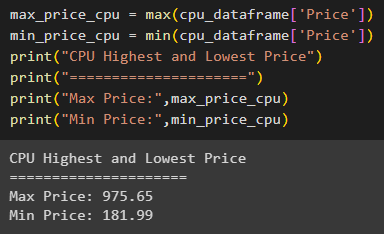 max_price_cpu = max(cpu_dataframe['Price'])
min_price_cpu = min(cpu_dataframe['Price'])
print("CPU Highest and Lowest Price")
print("=====================")
print("Max Price:",max_price_cpu)
print("Min Price:",min_price_cpu)
CPU Highest and Lowest Price
=====================
Max Price: 975.65
Min Price: 181.99